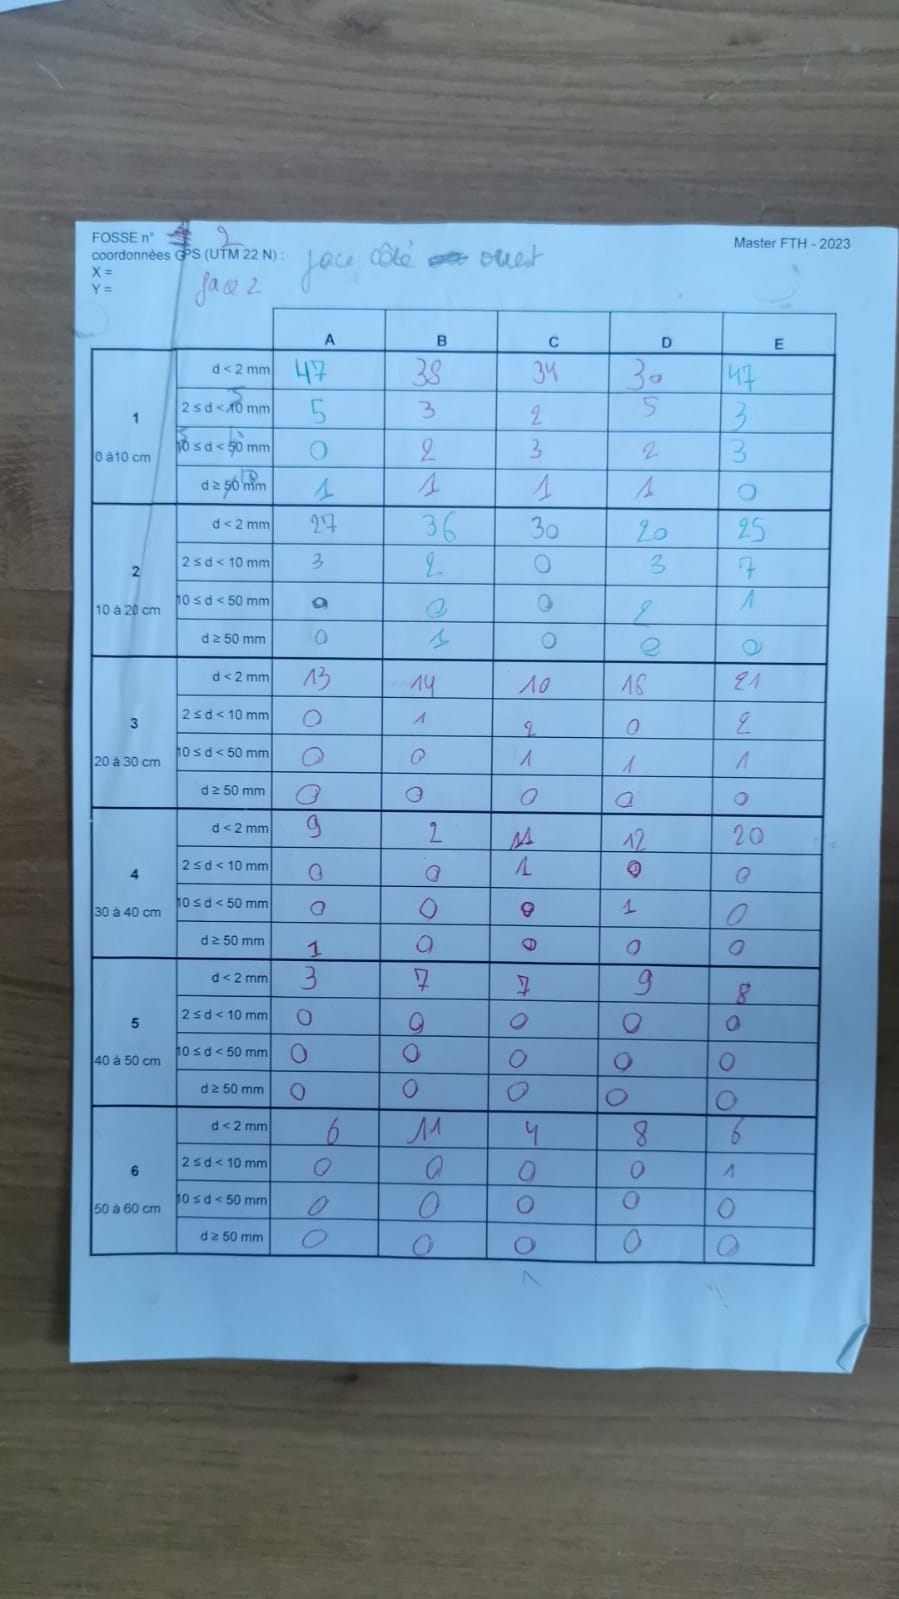 FOSSE n° 2
Master FTH - 2023
coordonnées GPS (UTM 22 N) : face côté ouest
X =
Y =
face 2
A B C D E
1
0 à10 cm
d < 2 mm 47 38 34 30 47
2 ≤ d < 5 mm 5 3 2 5 3
≤ d < mm 0 2 3 2 3
d ≥ mm 1 1 1 1 0
2
10 à 20 cm
d < 2 mm 27 36 30 20 25
2 ≤ d < 10 mm 3 2 0 3 7
10 ≤ d < 50 mm 0 0 0 2 1
d ≥ 50 mm 0 1 0 0 0
3
20 à 30 cm
d < 2 mm 13 14 10 21
2 ≤ d < 10 mm 0 1 2 0 2
10 ≤ d < 50 mm 0 0 1 1 1
d ≥ 50 mm 0 0 0 0 0
4
30 à 40 cm
d < 2 mm 9 2 11 12 20
2 ≤ d < 10 mm 0 0 1 0 0
10 ≤ d < 50 mm 0 0 0 1 0
d ≥ 50 mm 1 0 0 0 0
5
40 à 50 cm
d < 2 mm 3 7 7 9 8
2 ≤ d < 10 mm 0 0 0 0 0
10 ≤ d < 50 mm 0 0 0 0 0
d ≥ 50 mm 0 0 0 0 0
6
50 à 60 cm
d < 2 mm 6 11 4 8 6
2 ≤ d < 10 mm 0 0 0 0 1
10 ≤ d < 50 mm 0 0 0 0 0
d ≥ 50 mm 0 0 0 0 0